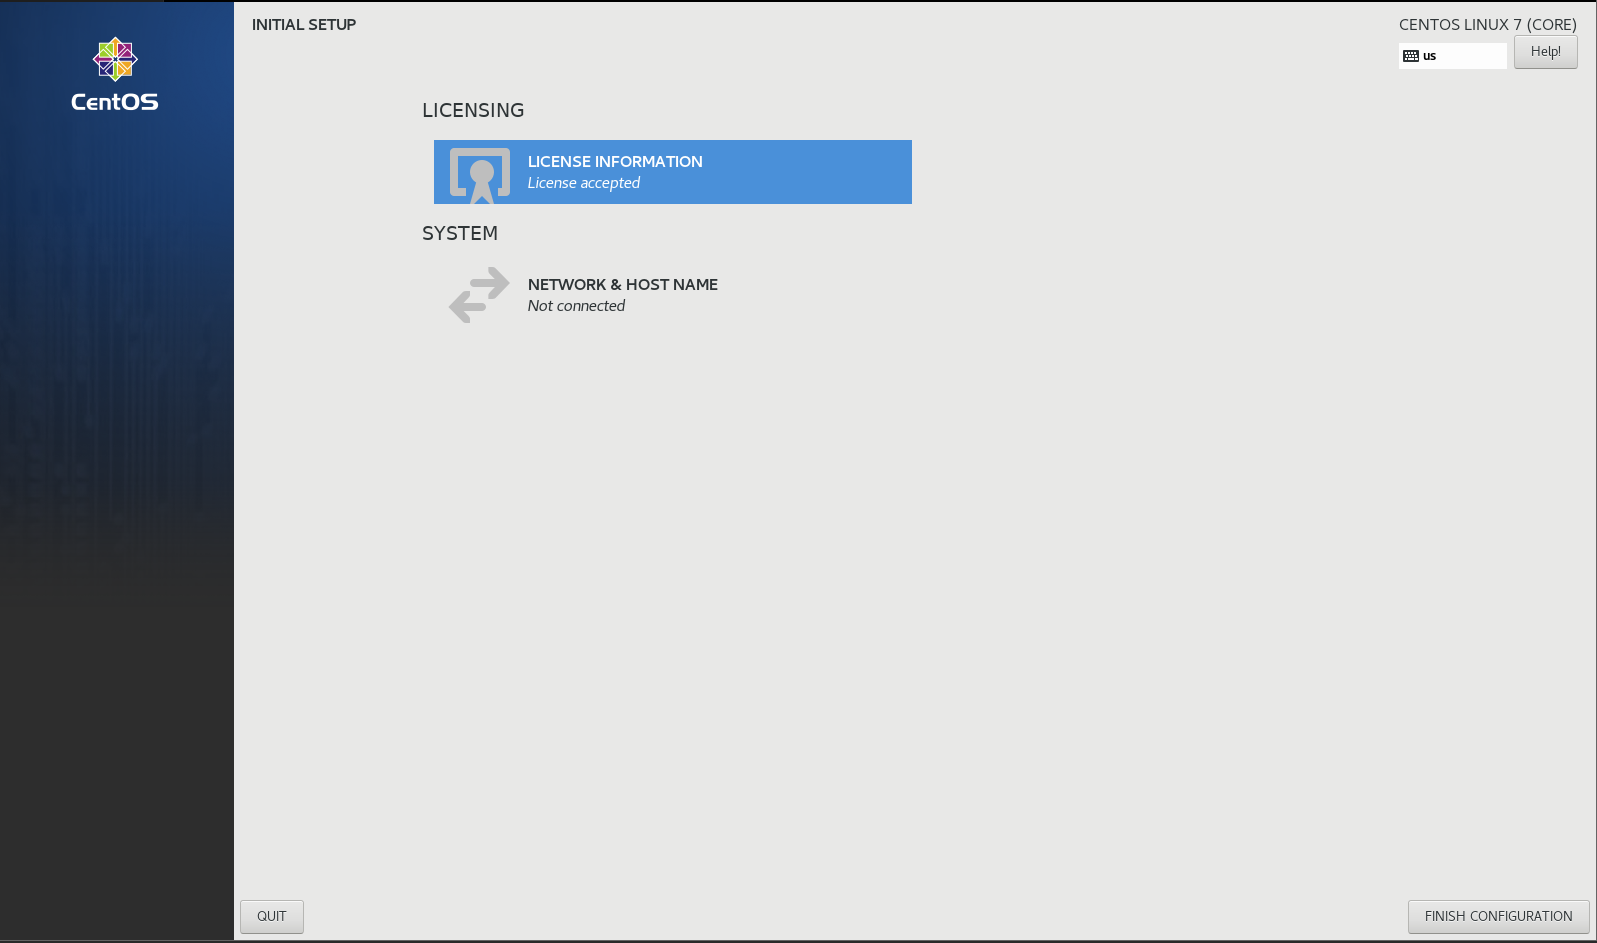 INITIAL SETUP
CENTOS LINUX 7 (CORE)
us
Help!
CentOS
LICENSING
LICENSE INFORMATION
License accepted
SYSTEM
NETWORK & HOST NAME
Not connected
QUIT
FINISH CONFIGURATION